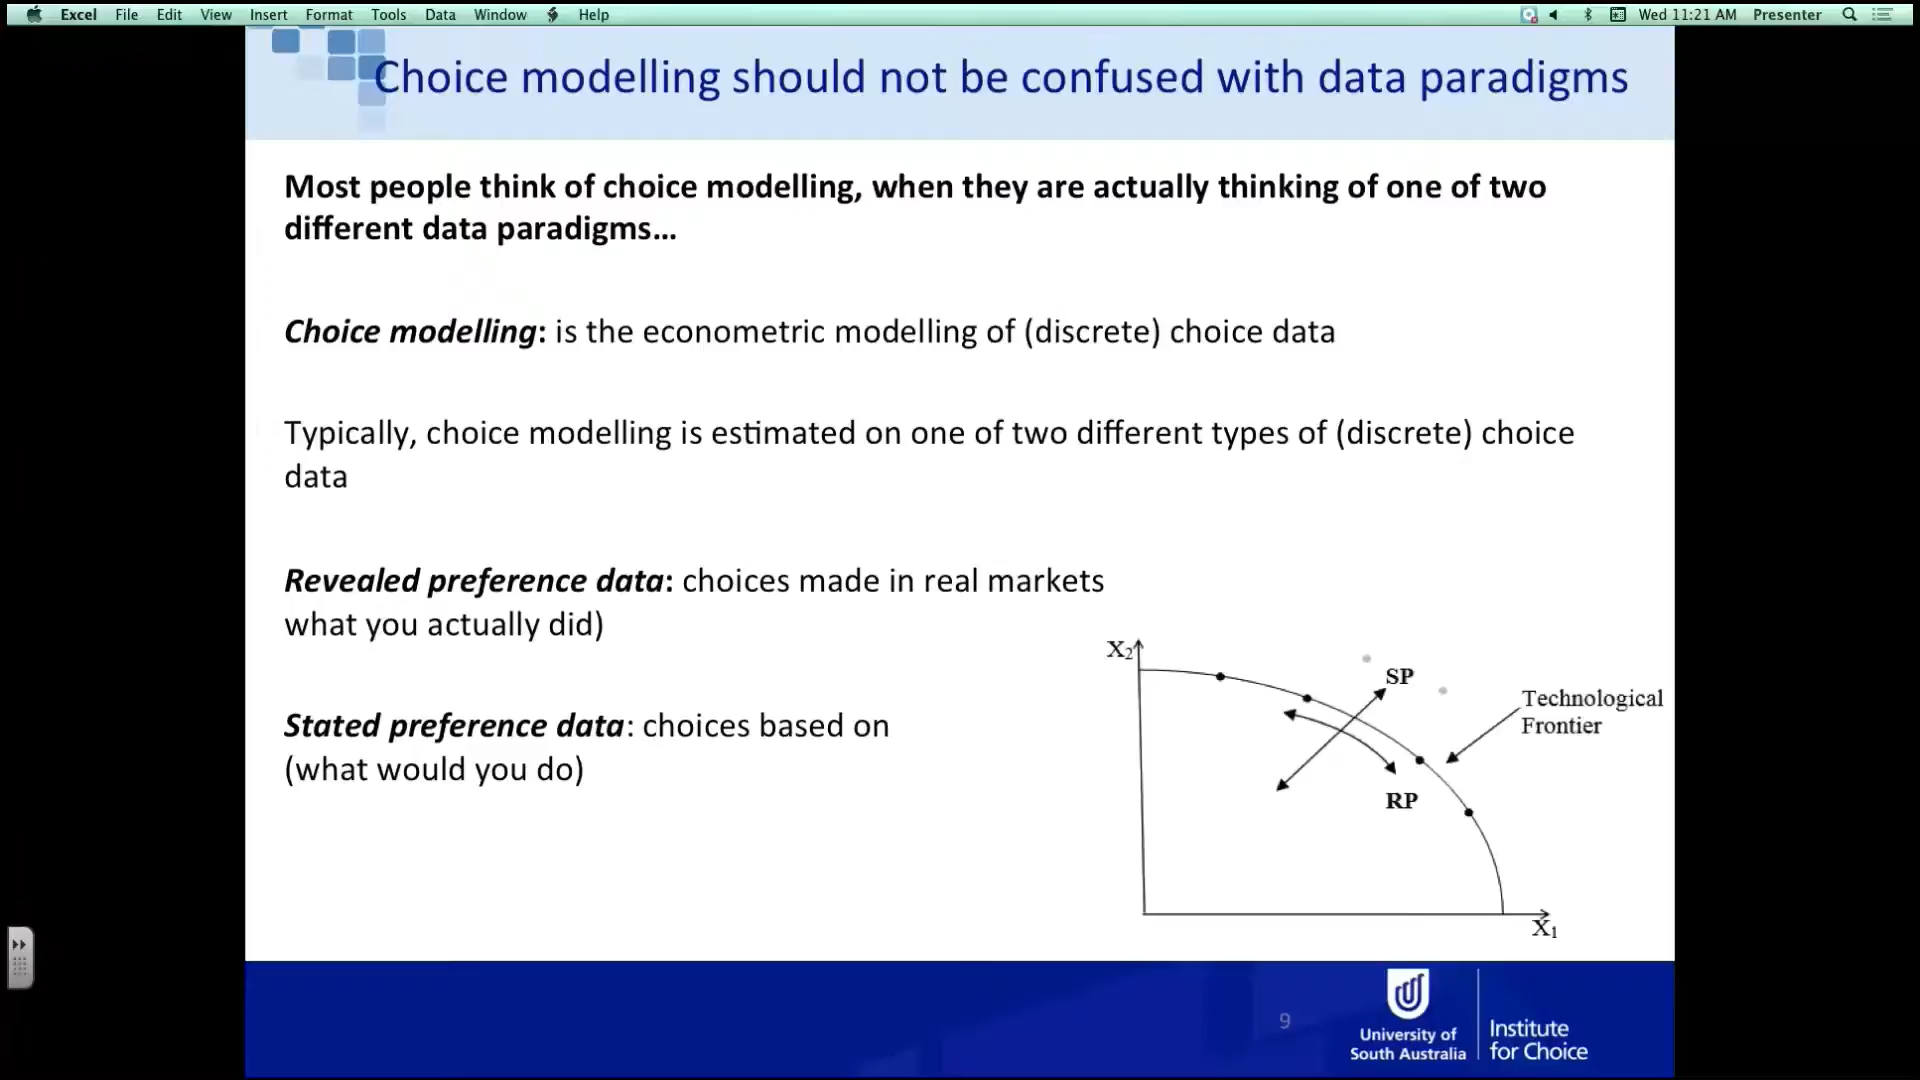 Excel File Edit View Insert Format Tools Data Window Help Wed 11:21 AM Presenter
Choice modelling should not be confused with data paradigms
Most people think of choice modelling, when they are actually thinking of one of two
different data paradigms...
Choice modelling: is the econometric modelling of (discrete) choice data
Typically, choice modelling is estimated on one of two different types of (discrete) choice
data
Revealed preference data: choices made in real markets
what you actually did)
Stated preference data: choices based on
(what would you do)
X2
SP
Technological
Frontier
RP
X1
9
University of
South Australia
Institute
for Choice